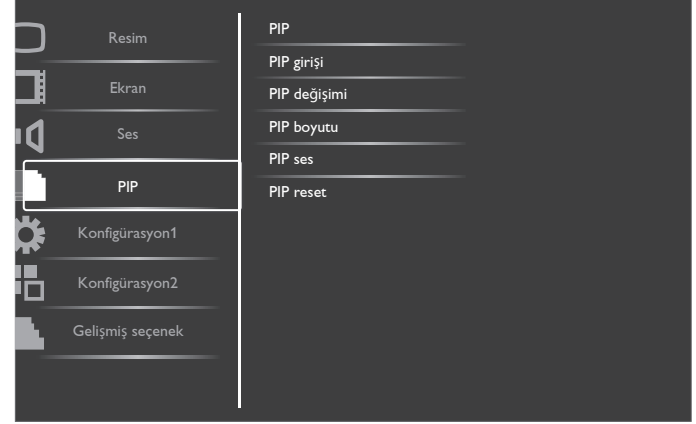 Resim
Ekran
Ses
PIP
Konfigürasyon1
Konfigürasyon2
Gelişmiş seçenek
PIP
PIP girişi
PIP değişimi
PIP boyutu
PIP ses
PIP reset